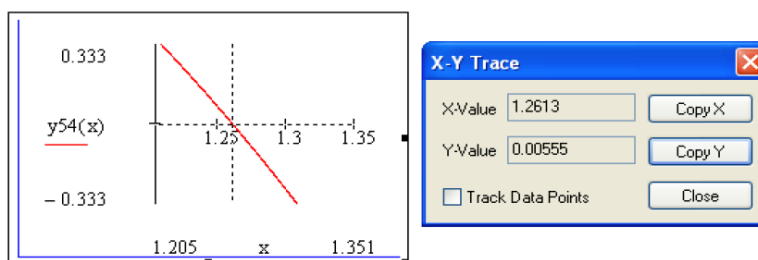 0.333
y54(x)
1.25 1.3 1.35
− 0.333
1.205 x 1.351
X-Y Trace
X-Value 1.2613 Copy X
Y-Value 0.00555 Copy Y
Track Data Points Close